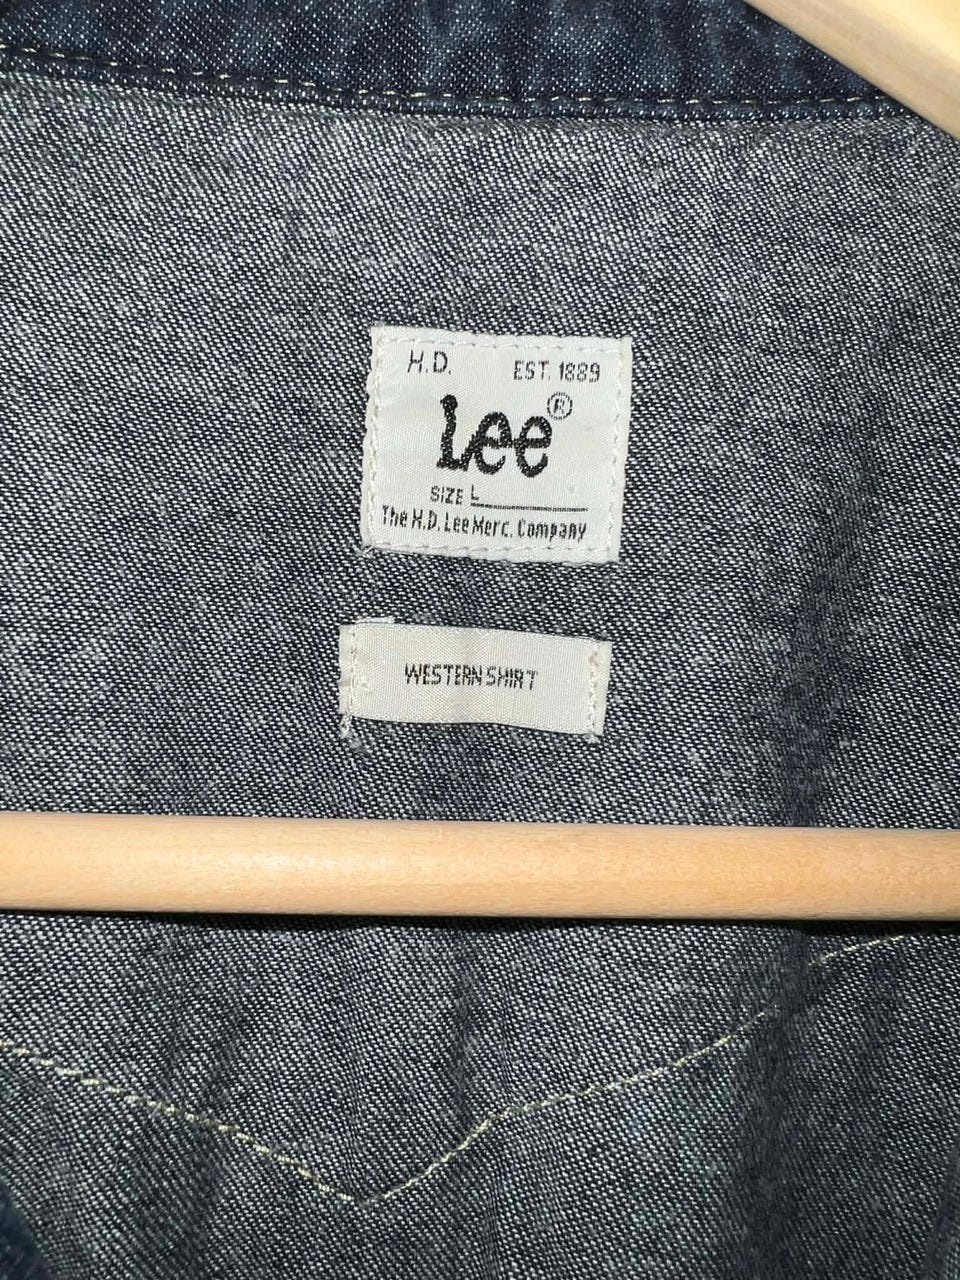 H.D. EST. 1889
Lee®
SIZE L
The H.D. Lee Merc. Company
WESTERN SHIRT